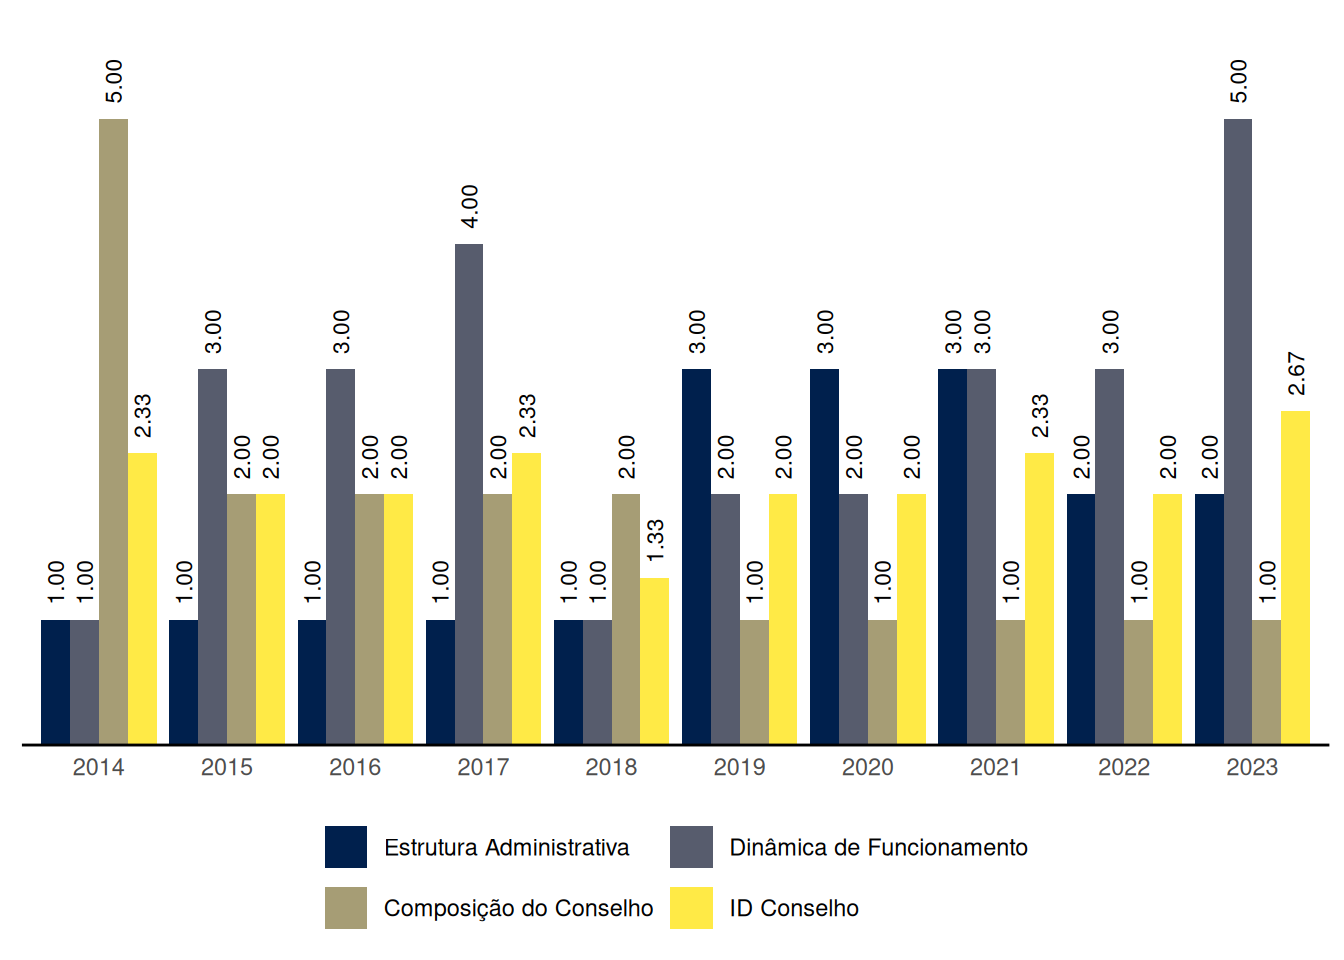 1.00 1.00 5.00 2.33 1.00 3.00 2.00 2.00 1.00 3.00 2.00 2.00 1.00 4.00 2.00 2.33 1.00 1.00 2.00 1.33 3.00 2.00 1.00 2.00 3.00 2.00 1.00 2.00 3.00 3.00 1.00 2.33 2.00 3.00 1.00 2.00 2.00 5.00 1.00 2.67
2014 2015 2016 2017 2018 2019 2020 2021 2022 2023
Estrutura Administrativa Dinâmica de Funcionamento
Composição do Conselho ID Conselho